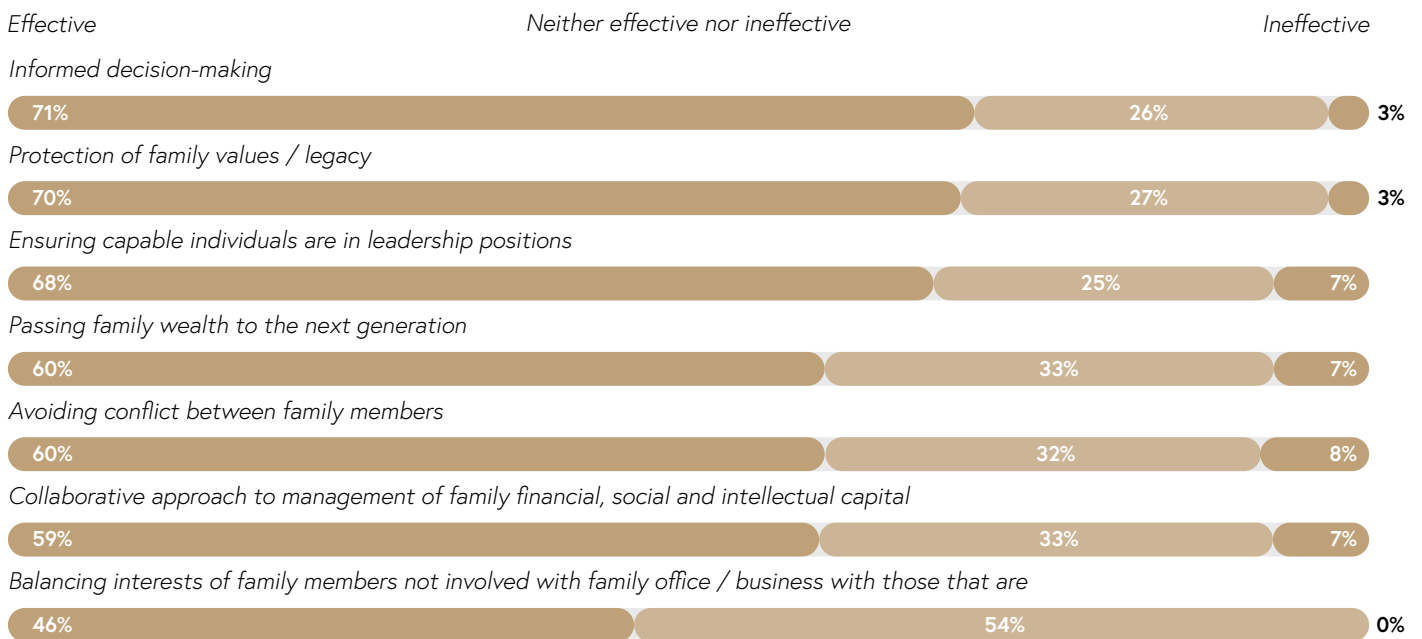 Effective Neither effective nor ineffective Ineffective
Informed decision-making
71% 26% 3%
Protection of family values / legacy
70% 27% 3%
Ensuring capable individuals are in leadership positions
68% 25% 7%
Passing family wealth to the next generation
60% 33% 7%
Avoiding conflict between family members
60% 32% 8%
Collaborative approach to management of family financial, social and intellectual capital
59% 33% 7%
Balancing interests of family members not involved with family office / business with those that are
46% 54% 0%